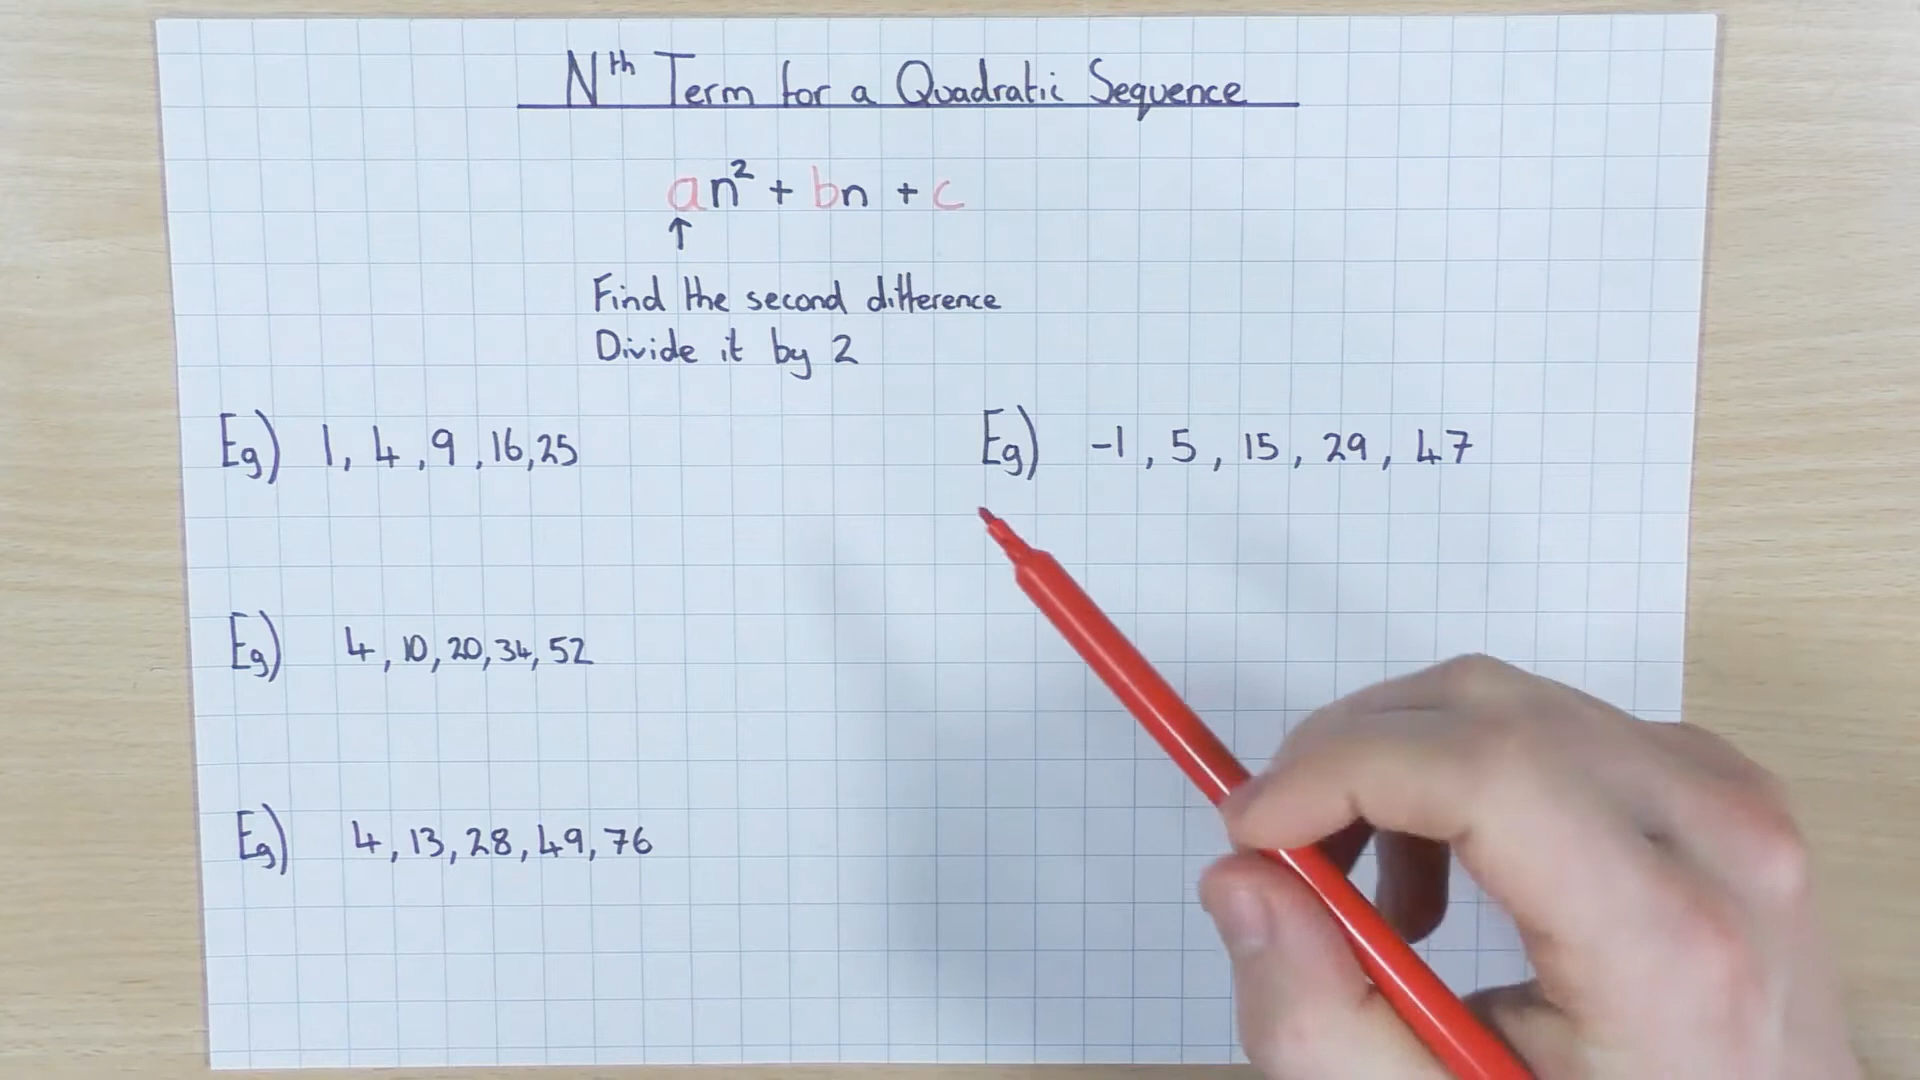 Nth Term for a Quadratic Sequence
an² + bn + c
↑
Find the second difference
Divide it by 2
Eg) 1, 4, 9, 16, 25
Eg) -1, 5, 15, 29, 47
Eg) 4, 10, 20, 34, 52
Eg) 4, 13, 28, 49, 76